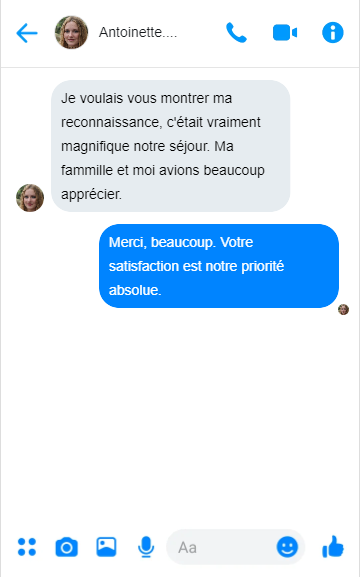 Antoinette....
Je voulais vous montrer ma
reconnaissance, c'était vraiment
magnifique notre séjour. Ma
fammille et moi avions beaucoup
apprécier.
Merci, beaucoup. Votre
satisfaction est notre priorité
absolue.
Aa